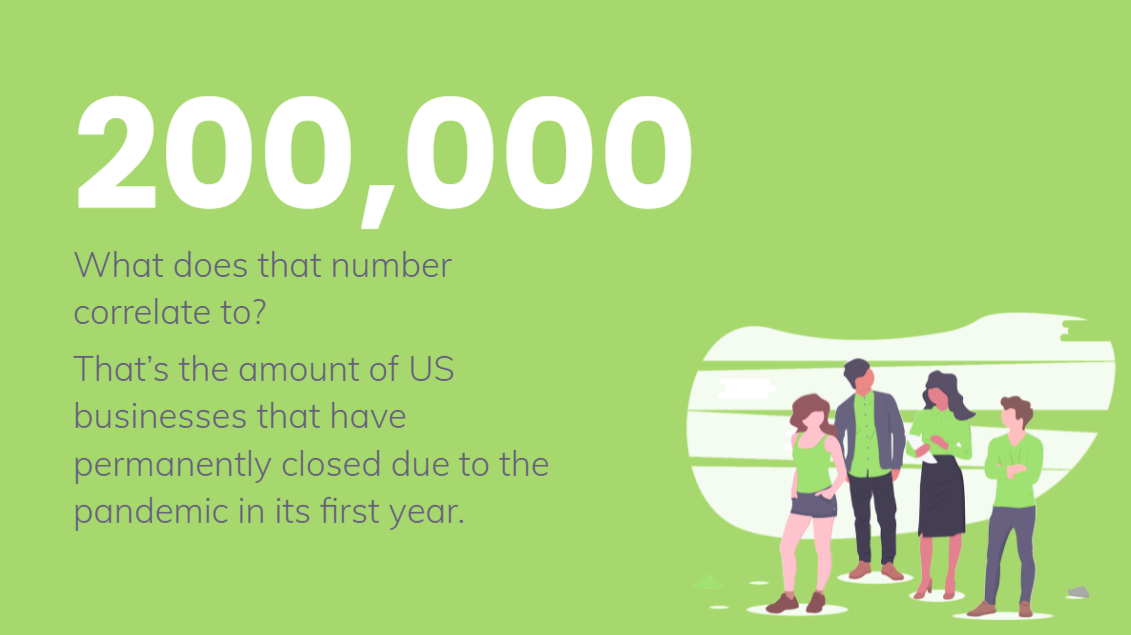 200,000
What does that number
correlate to?
That’s the amount of US
businesses that have
permanently closed due to the
pandemic in its first year.